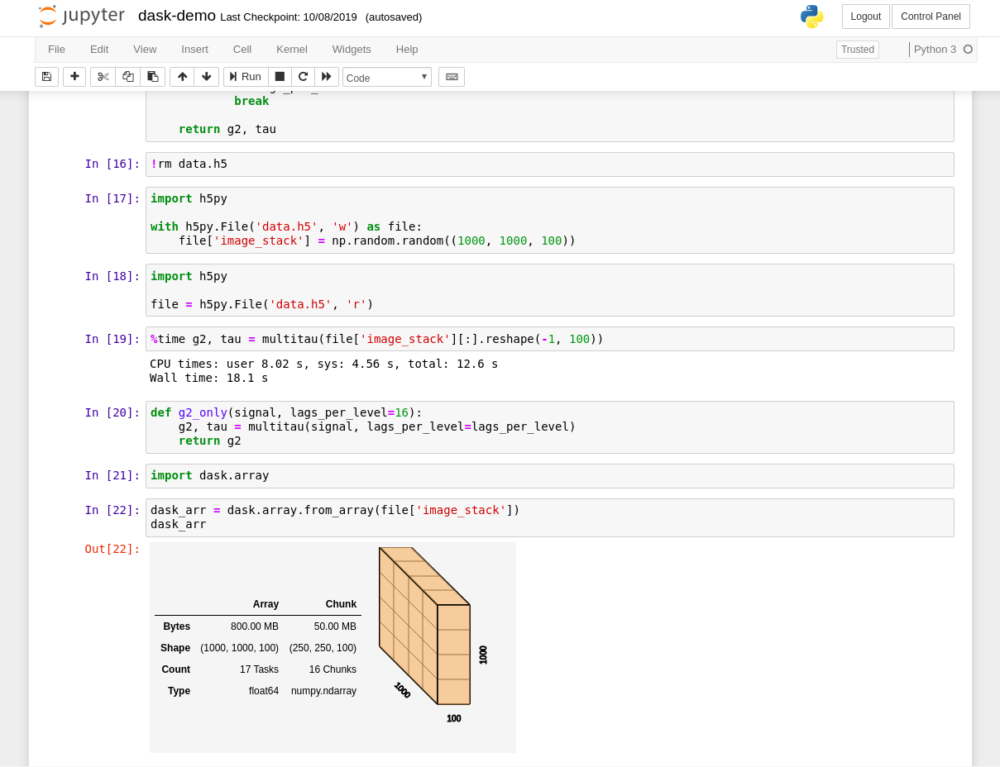 jupyter dask-demo Last Checkpoint: 10/08/2019 (autosaved) Logout Control Panel
File Edit View Insert Cell Kernel Widgets Help Trusted Python 3
Run Code
break
return g2, tau
In [16]: !rm data.h5
In [17]: import h5py
with h5py.File('data.h5', 'w') as file:
file['image_stack'] = np.random.random((1000, 1000, 100))
In [18]: import h5py
file = h5py.File('data.h5', 'r')
In [19]: %time g2, tau = multitau(file['image_stack'][:].reshape(-1, 100))
CPU times: user 8.02 s, sys: 4.56 s, total: 12.6 s
Wall time: 18.1 s
In [20]: def g2_only(signal, lags_per_level=16):
g2, tau = multitau(signal, lags_per_level=lags_per_level)
return g2
In [21]: import dask.array
In [22]: dask_arr = dask.array.from_array(file['image_stack'])
dask_arr
Out[22]:
Array Chunk
Bytes 800.00 MB 50.00 MB
Shape (1000, 1000, 100) (250, 250, 100)
Count 17 Tasks 16 Chunks
Type float64 numpy.ndarray
1000
1000
100